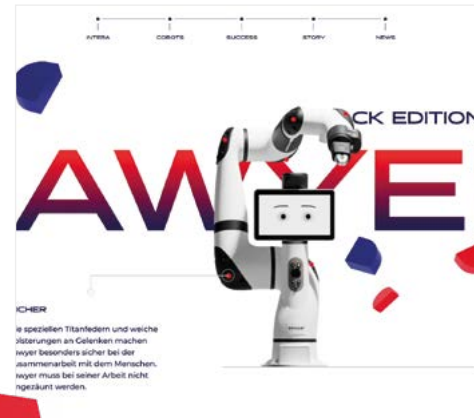 INTERA COBOTS SUCCESS STORY NEWS
CK EDITION
AWYE
ICHER
ie speziellen Titanfedern und weiche
olsterungen an Gelenken machen
awyer besonders sicher bei der
usammenarbeit mit dem Menschen.
awyer muss bei seiner Arbeit nicht
ngezäunt werden.